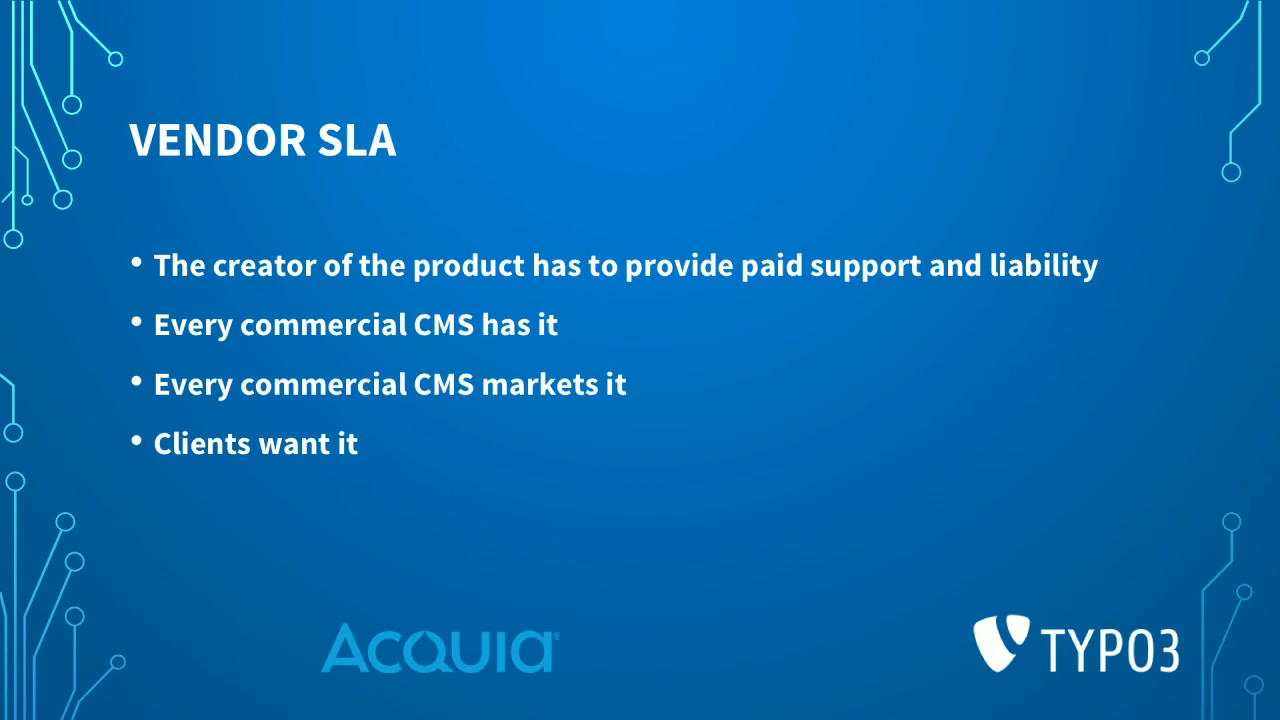 VENDOR SLA
• The creator of the product has to provide paid support and liability
• Every commercial CMS has it
• Every commercial CMS markets it
• Clients want it
ACQUIA®
TYPO3